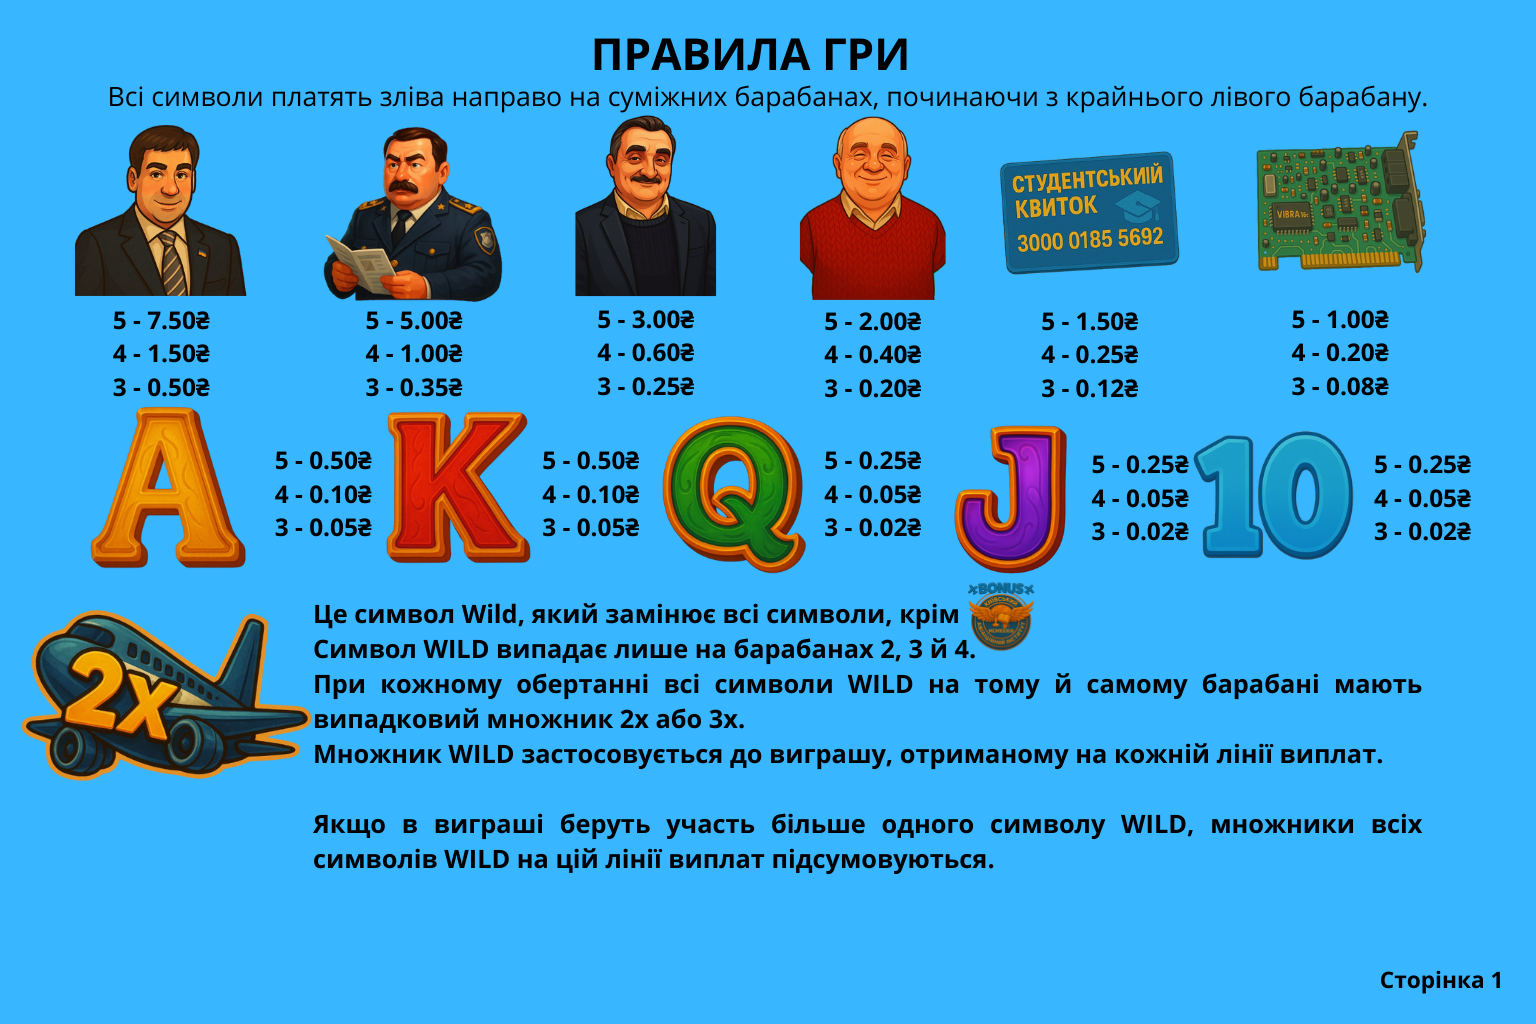 ПРАВИЛА ГРИ
Всі символи платять зліва направо на суміжних барабанах, починаючи з крайнього лівого барабану.
СТУДЕНТСЬКИЙ
КВИТОК
3000 0185 5692
VIBRA16c
5 - 7.50₴
4 - 1.50₴
3 - 0.50₴
5 - 5.00₴
4 - 1.00₴
3 - 0.35₴
5 - 3.00₴
4 - 0.60₴
3 - 0.25₴
5 - 2.00₴
4 - 0.40₴
3 - 0.20₴
5 - 1.50₴
4 - 0.25₴
3 - 0.12₴
5 - 1.00₴
4 - 0.20₴
3 - 0.08₴
A
5 - 0.50₴
4 - 0.10₴
3 - 0.05₴
K
5 - 0.50₴
4 - 0.10₴
3 - 0.05₴
Q
5 - 0.25₴
4 - 0.05₴
3 - 0.02₴
J
5 - 0.25₴
4 - 0.05₴
3 - 0.02₴
10
5 - 0.25₴
4 - 0.05₴
3 - 0.02₴
2x
BONUS
Це символ Wild, який замінює всі символи, крім
Символ WILD випадає лише на барабанах 2, 3 й 4.
При кожному обертанні всі символи WILD на тому й самому барабані мають
випадковий множник 2x або 3x.
Множник WILD застосовується до виграшу, отриманому на кожній лінії виплат.
Якщо в виграші беруть участь більше одного символу WILD, множники всіх
символів WILD на цій лінії виплат підсумовуються.
Сторінка 1